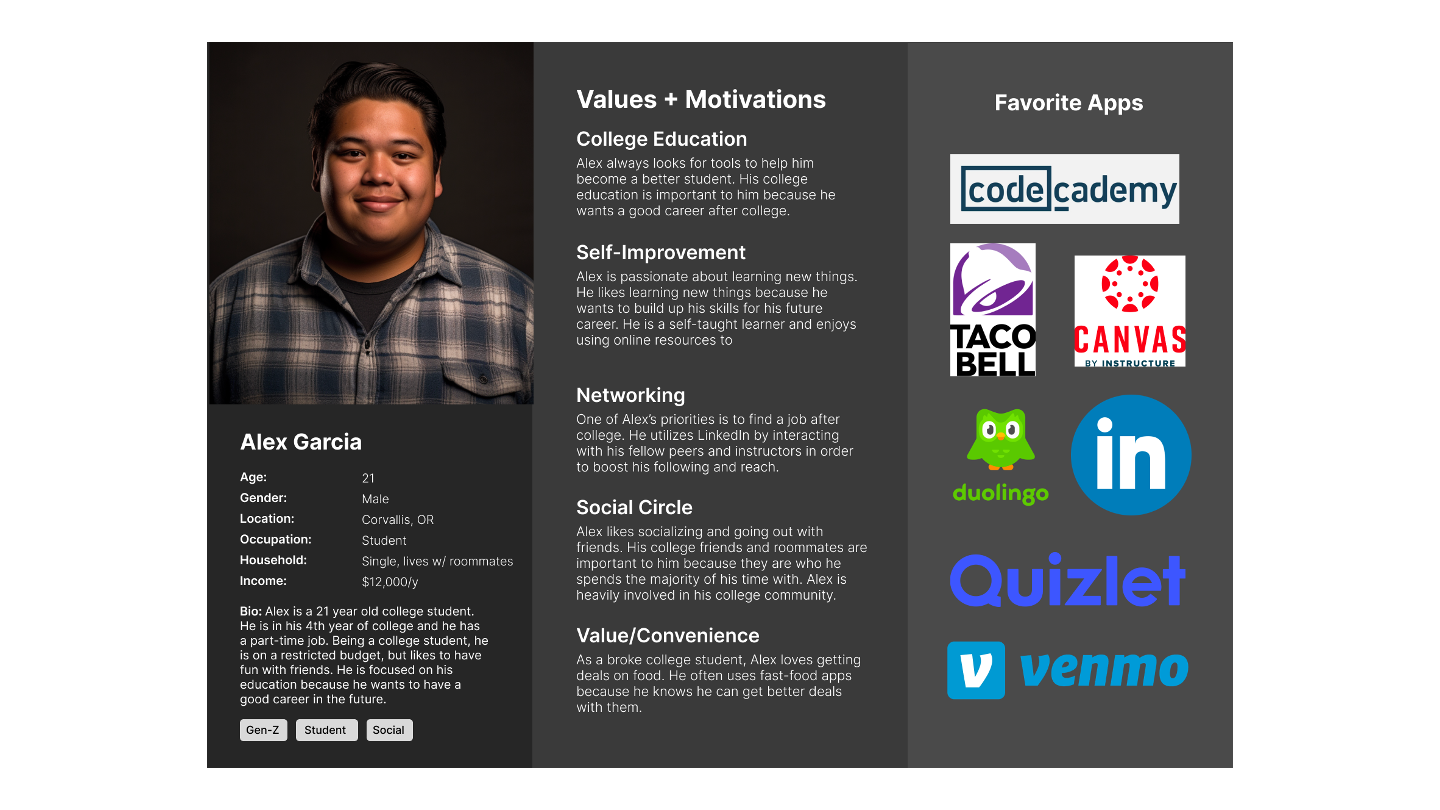 Alex Garcia
Age: 21
Gender: Male
Location: Corvallis, OR
Occupation: Student
Household: Single, lives w/ roommates
Income: $12,000/y
Bio: Alex is a 21 year old college student.
He is in his 4th year of college and he has
a part-time job. Being a college student, he
is on a restricted budget, but likes to have
fun with friends. He is focused on his
education because he wants to have a
good career in the future.
Gen-Z Student Social
Values + Motivations
College Education
Alex always looks for tools to help him
become a better student. His college
education is important to him because he
wants a good career after college.
Self-Improvement
Alex is passionate about learning new things.
He likes learning new things because he
wants to build up his skills for his future
career. He is a self-taught learner and enjoys
using online resources to
Networking
One of Alex’s priorities is to find a job after
college. He utilizes LinkedIn by interacting
with his fellow peers and instructors in order
to boost his following and reach.
Social Circle
Alex likes socializing and going out with
friends. His college friends and roommates are
important to him because they are who he
spends the majority of his time with. Alex is
heavily involved in his college community.
Value/Convenience
As a broke college student, Alex loves getting
deals on food. He often uses fast-food apps
because he knows he can get better deals
with them.
Favorite Apps
codecademy
TACO
BELL
CANVAS
BY INSTRUCTURE
duolingo
in
Quizlet
v venmo